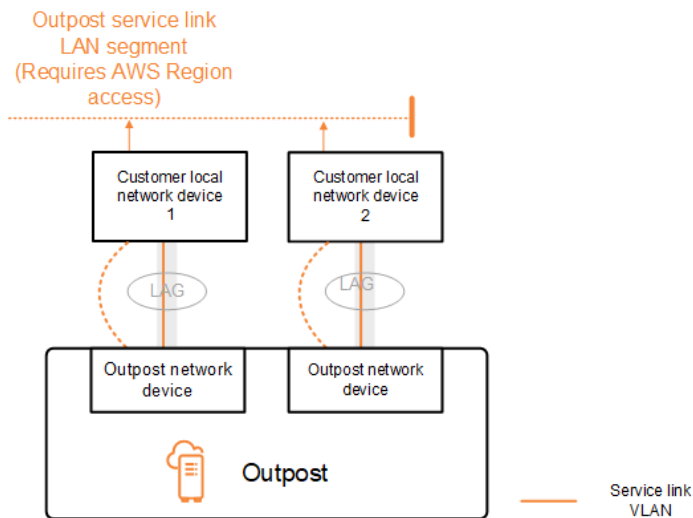 Outpost service link
LAN segment
(Requires AWS Region
access)
Customer local
network device
1
Customer local
network device
2
LAG
LAG
Outpost network
device
Outpost network
device
Outpost
Service link
VLAN